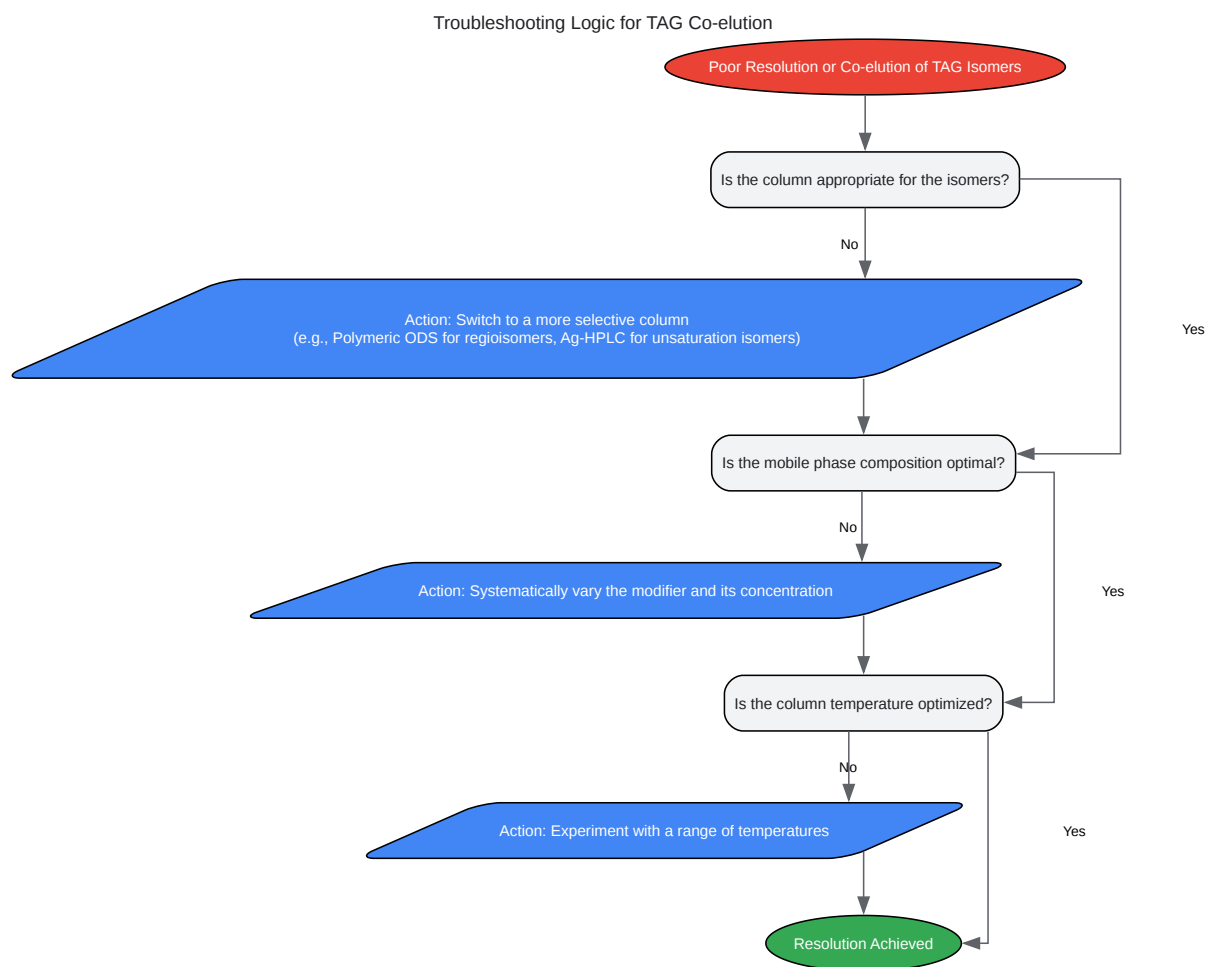 Troubleshooting Logic for TAG Co-elution
Poor Resolution or Co-elution of TAG Isomers
Is the column appropriate for the isomers?
No
Action: Switch to a more selective column
(e.g., Polymeric ODS for regioisomers, Ag-HPLC for unsaturation isomers)
Yes
Is the mobile phase composition optimal?
No
Action: Systematically vary the modifier and its concentration
Yes
Is the column temperature optimized?
No
Action: Experiment with a range of temperatures
Yes
Resolution Achieved